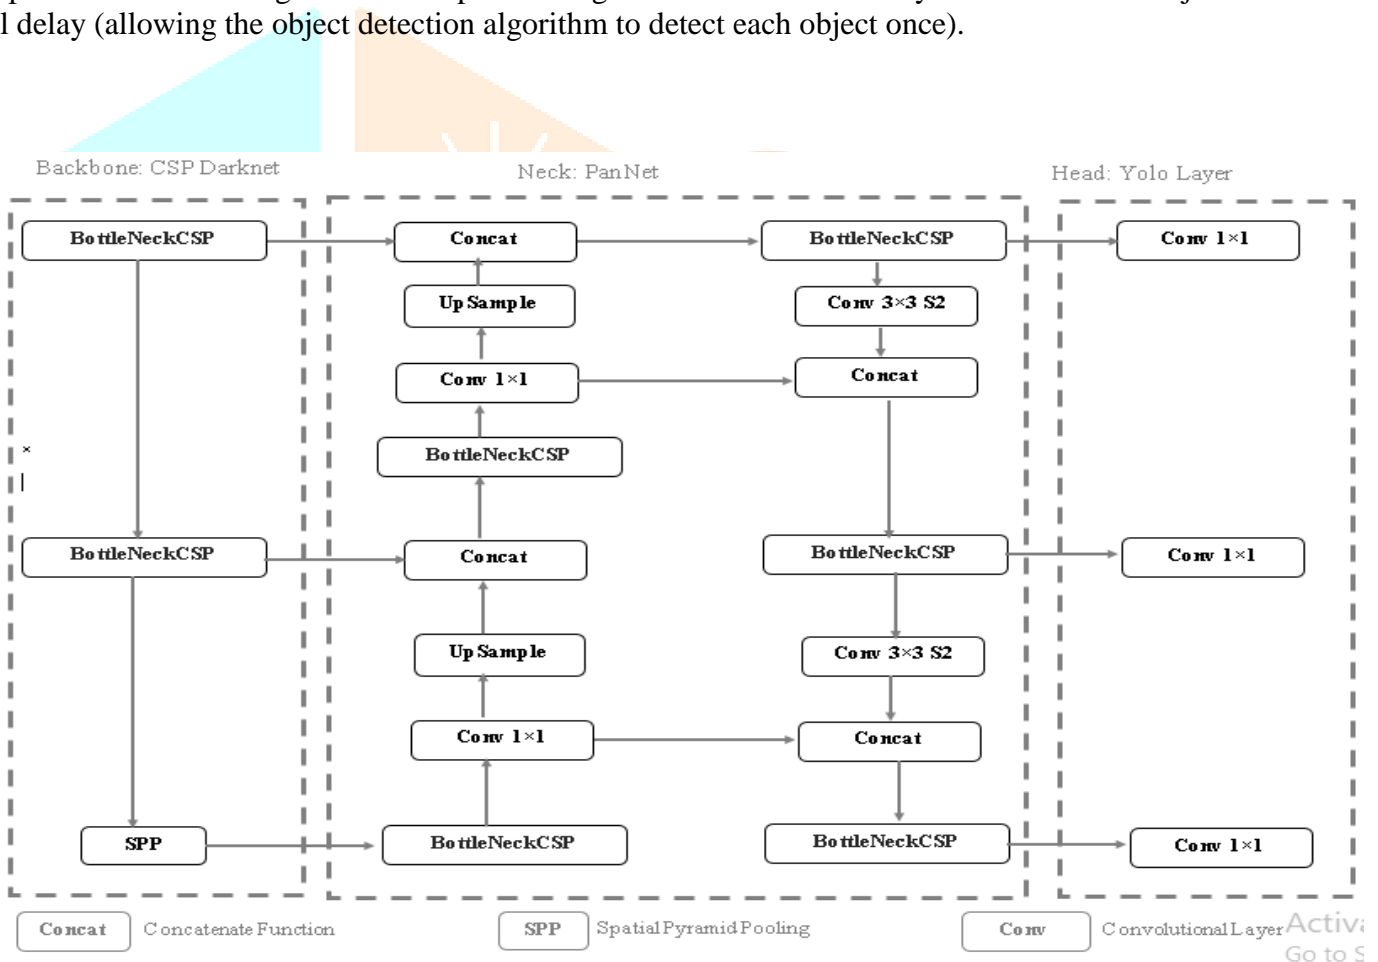 l delay (allowing the object detection algorithm to detect each object once).
Backbone: CSP Darknet
Neck: PanNet
Head: Yolo Layer
BottleNeckCSP
Concat
BottleNeckCSP
Conv 1×1
UpSample
Conv 3×3 S2
Conv 1×1
Concat
×
|
BottleNeckCSP
BottleNeckCSP
Concat
BottleNeckCSP
Conv 1×1
UpSample
Conv 3×3 S2
Conv 1×1
Concat
SPP
BottleNeckCSP
BottleNeckCSP
Conv 1×1
Concat Concatenate Function
SPP Spatial Pyramid Pooling
Conv Convolutional Layer
Activa
Go to S